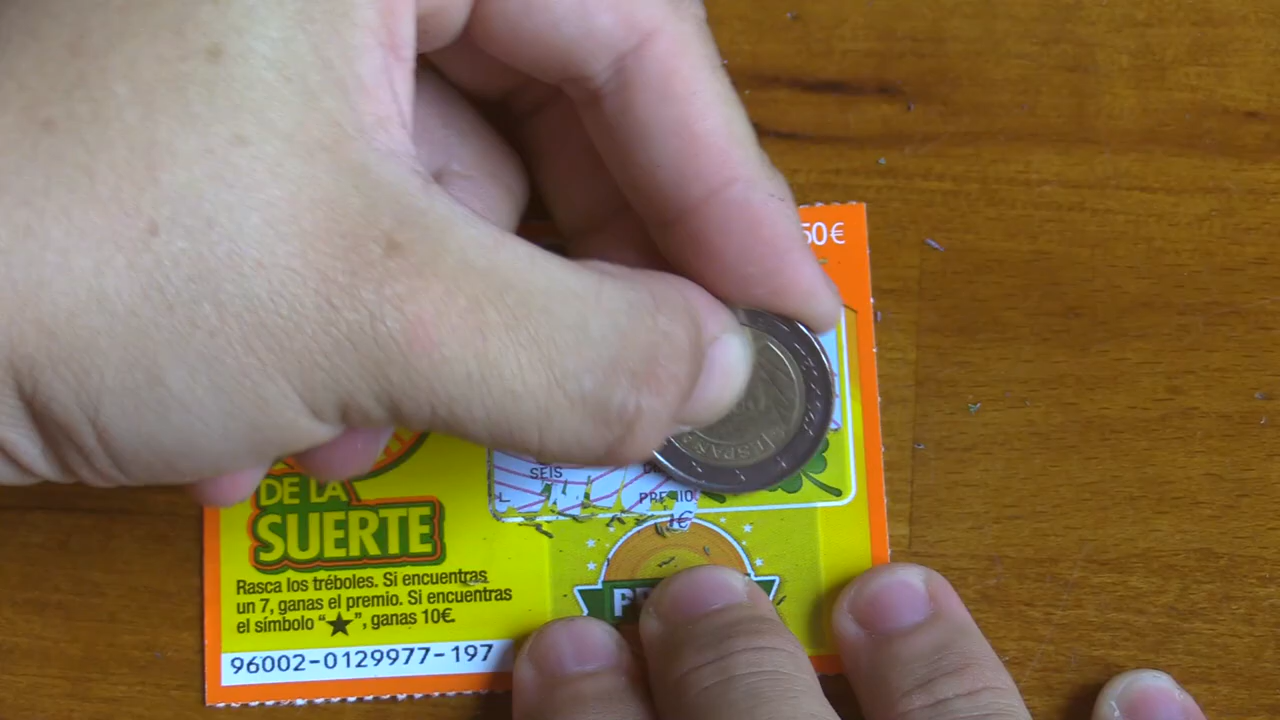 50€
SEIS
PREMIO
1€
ESPAÑ
DE LA
SUERTE
Rasca los tréboles. Si encuentras
un 7, ganas el premio. Si encuentras
el símbolo "★", ganas 10€.
96002-0129977-197